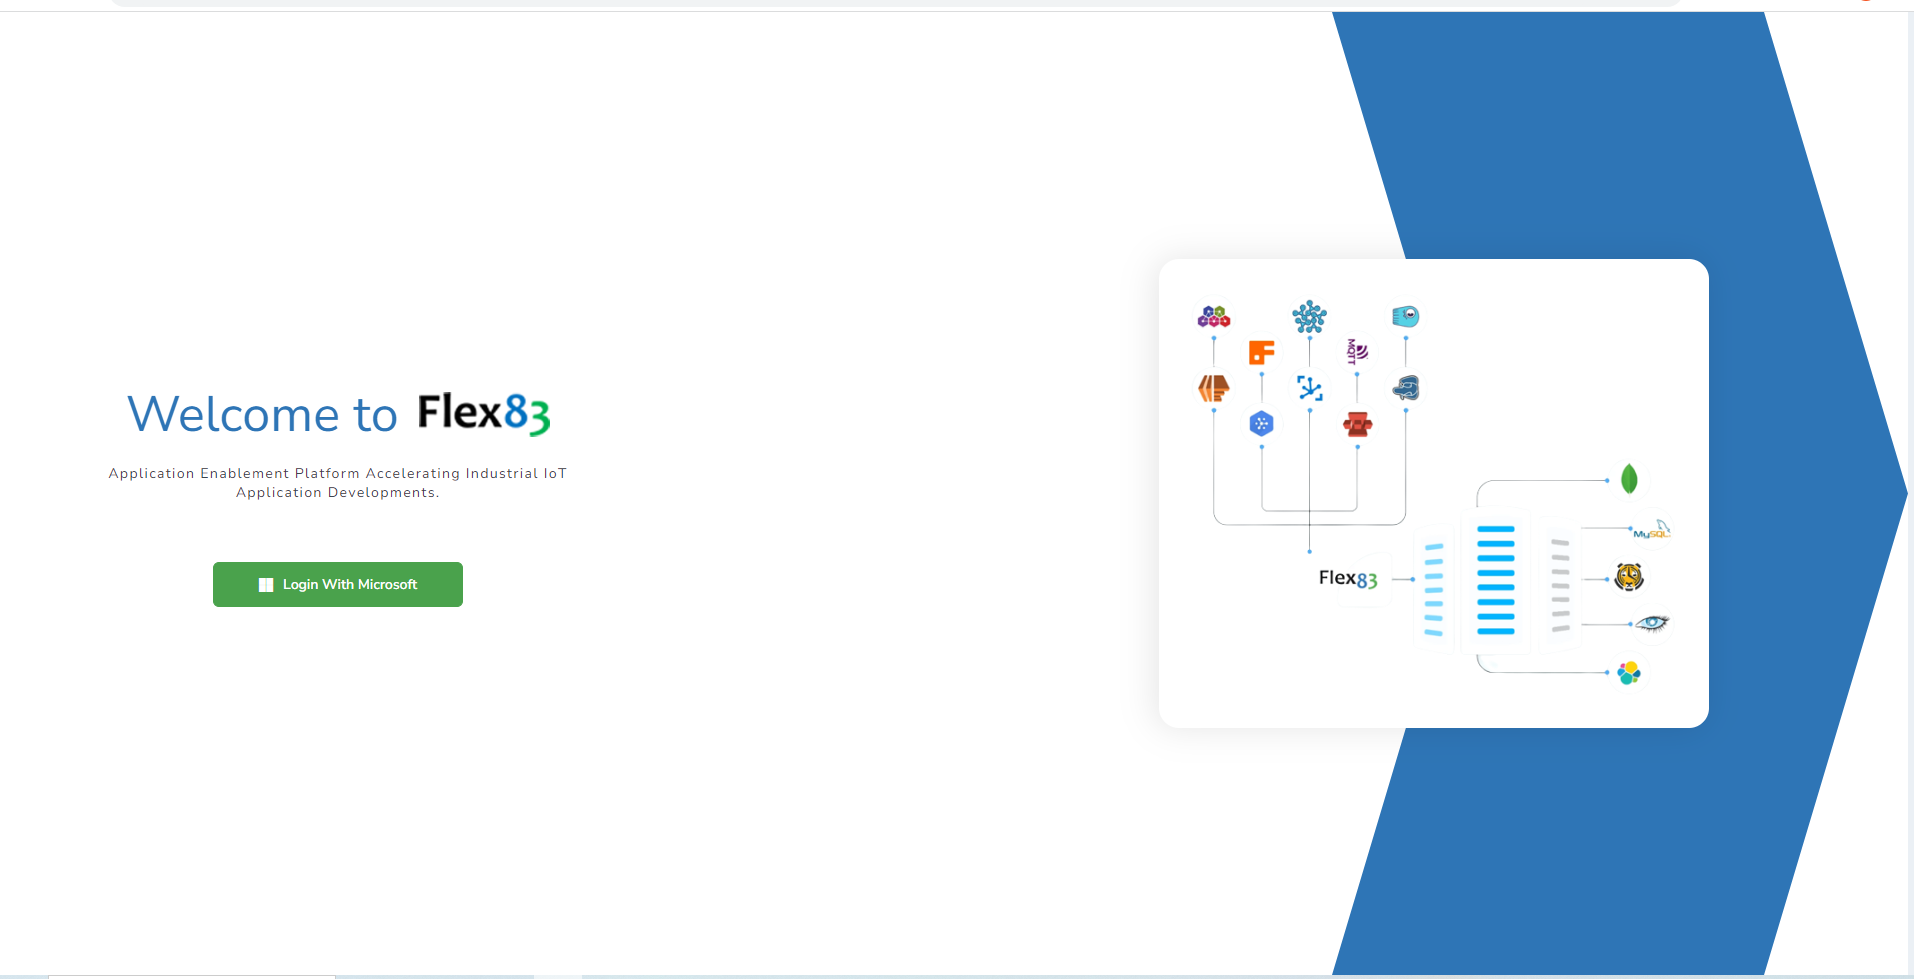 Welcome to Flex83
Application Enablement Platform Accelerating Industrial IoT
Application Developments.
Login With Microsoft
MQTT
MySQL
Flex83